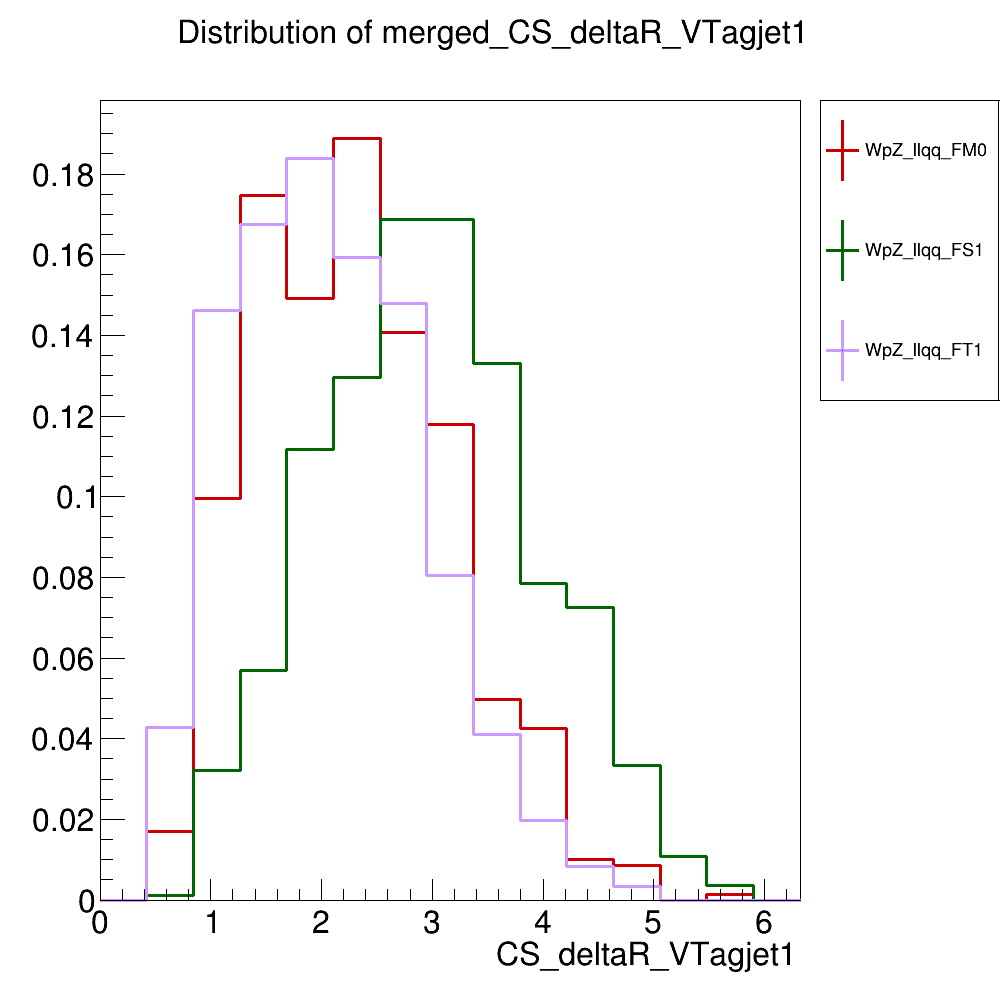 Distribution of merged_CS_deltaR_VTagjet1
WpZ_llqq_FM0
WpZ_llqq_FS1
WpZ_llqq_FT1
0.18
0.16
0.14
0.12
0.1
0.08
0.06
0.04
0.02
0
0 1 2 3 4 5 6
CS_deltaR_VTagjet1